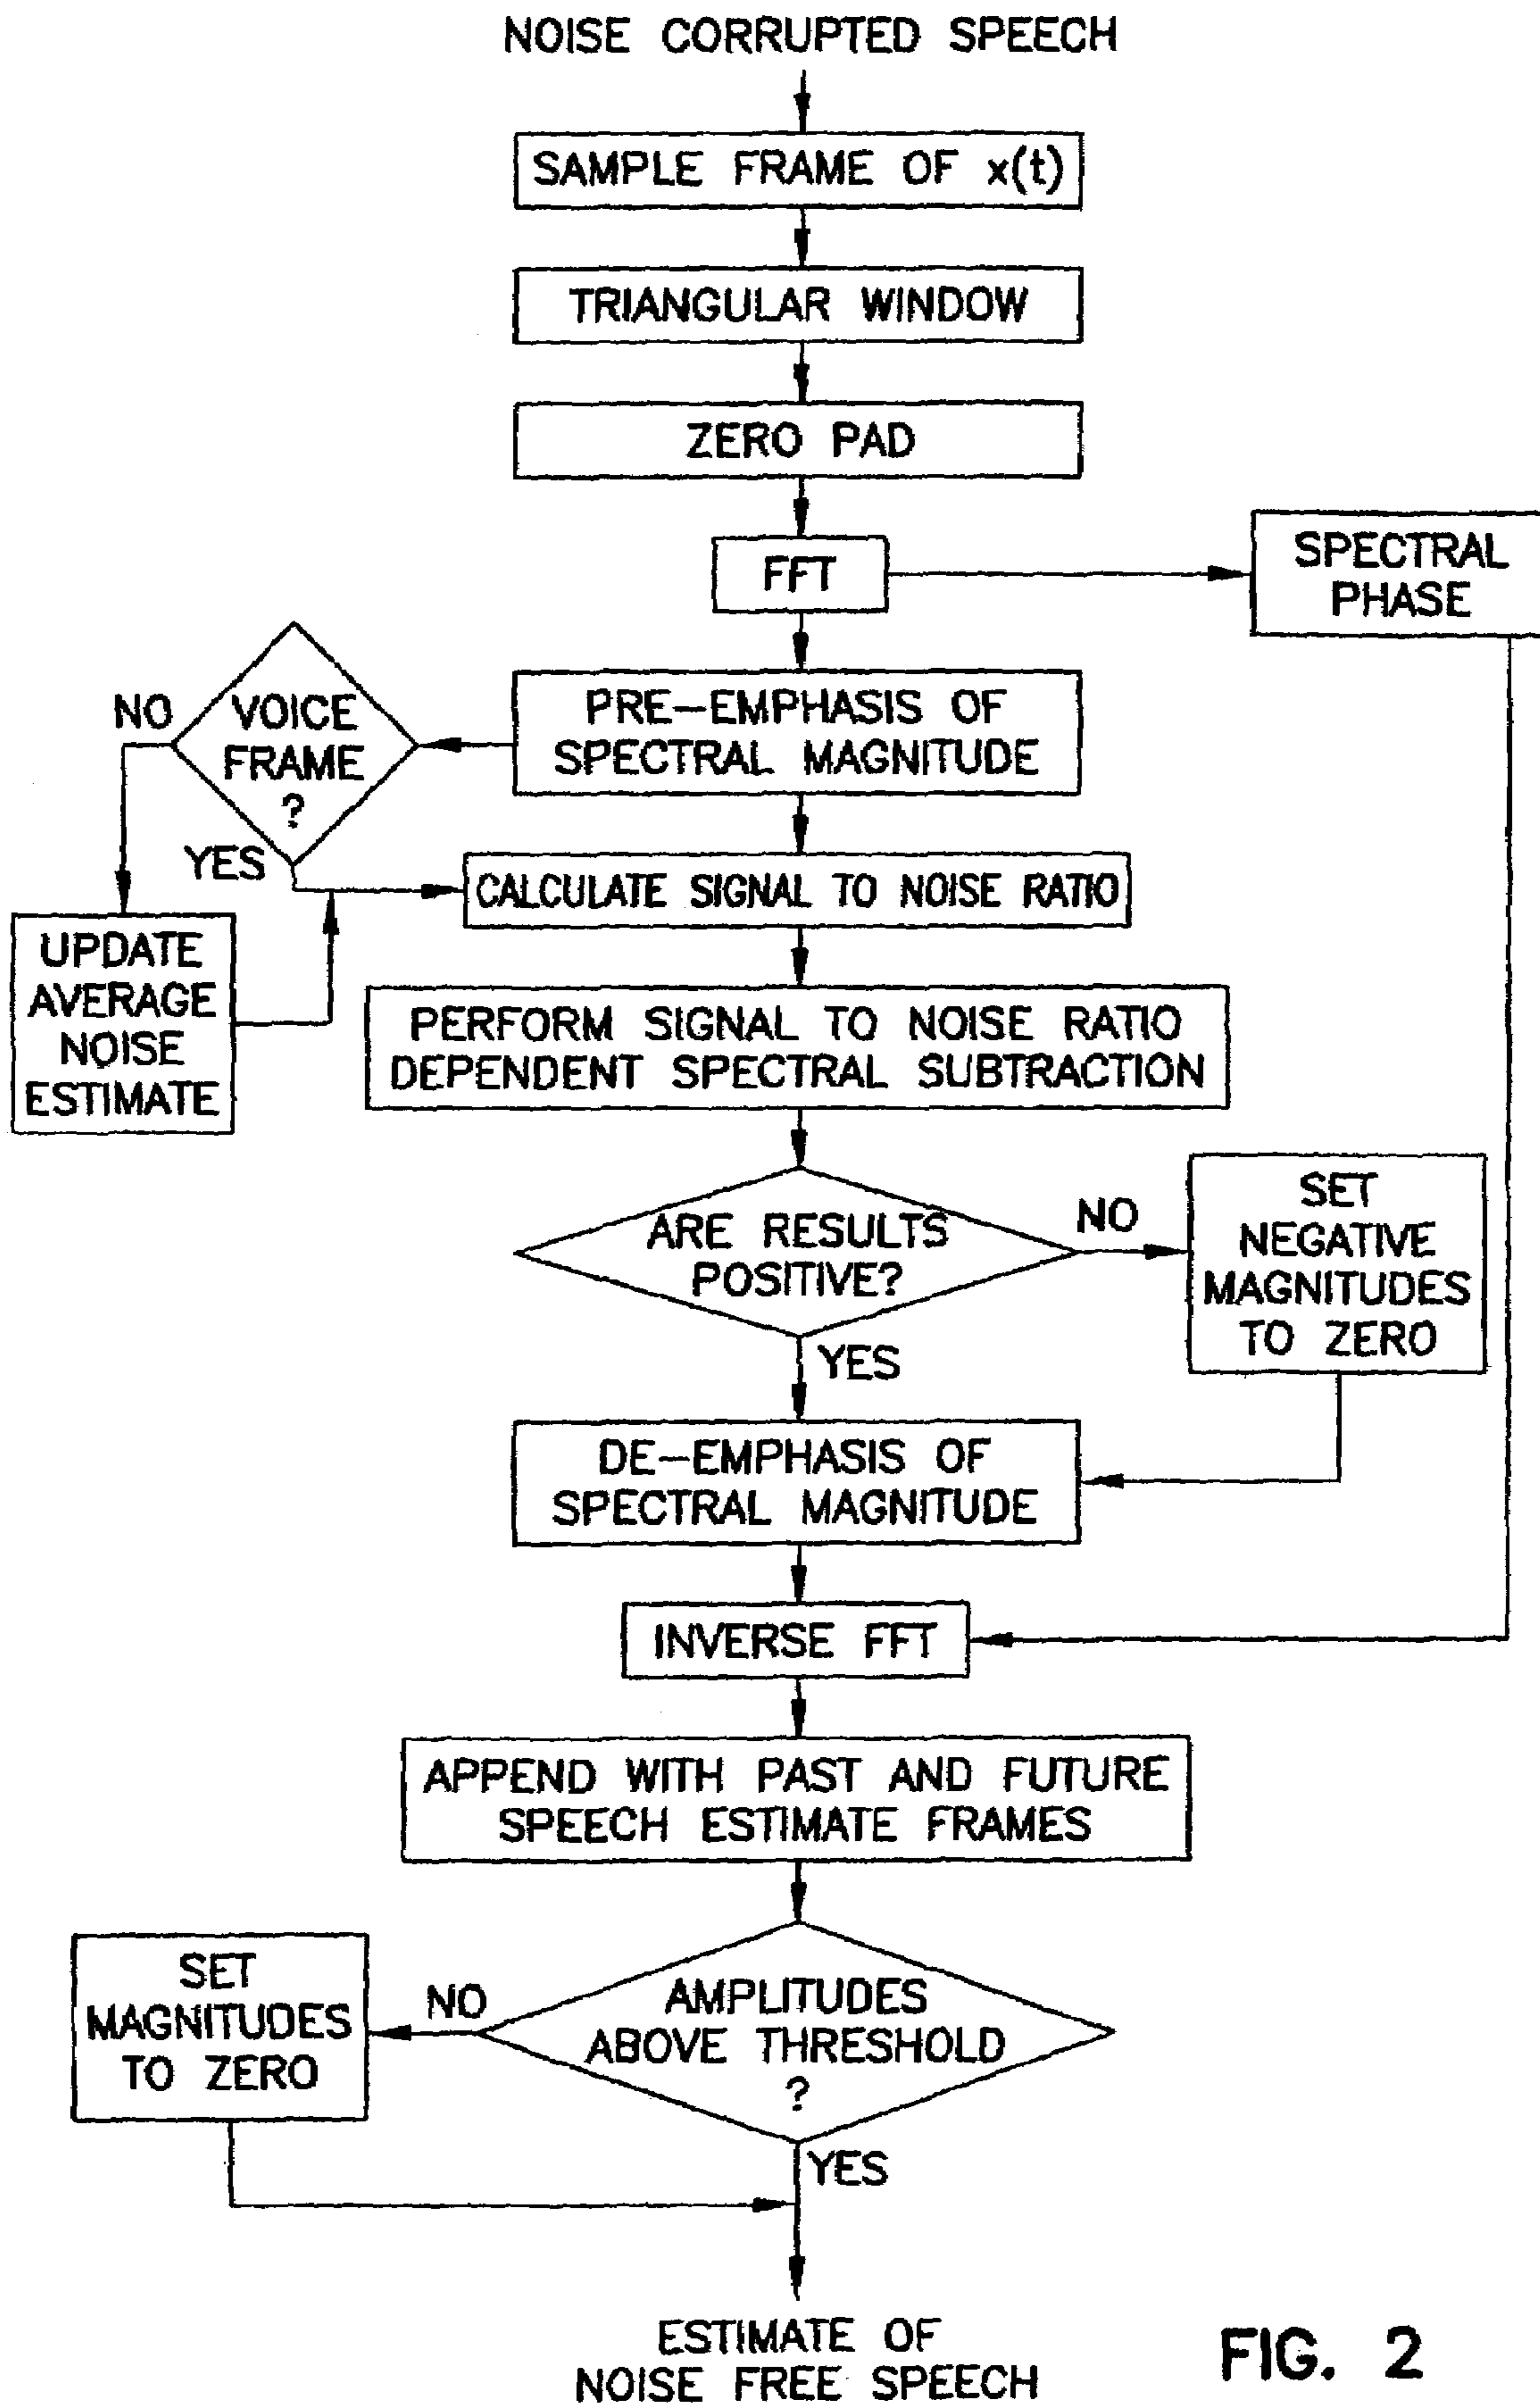 NOISE CORRUPTED SPEECH
SAMPLE FRAME OF x(t)
TRIANGULAR WINDOW
ZERO PAD
FFT
SPECTRAL
PHASE
PRE-EMPHASIS OF
SPECTRAL MAGNITUDE
VOICE
FRAME
?
NO
YES
UPDATE
AVERAGE
NOISE
ESTIMATE
CALCULATE SIGNAL TO NOISE RATIO
PERFORM SIGNAL TO NOISE RATIO
DEPENDENT SPECTRAL SUBTRACTION
ARE RESULTS
POSITIVE?
NO
SET
NEGATIVE
MAGNITUDES
TO ZERO
YES
DE-EMPHASIS OF
SPECTRAL MAGNITUDE
INVERSE FFT
APPEND WITH PAST AND FUTURE
SPEECH ESTIMATE FRAMES
AMPLITUDES
ABOVE THRESHOLD
?
NO
SET
MAGNITUDES
TO ZERO
YES
ESTIMATE OF
NOISE FREE SPEECH
FIG. 2